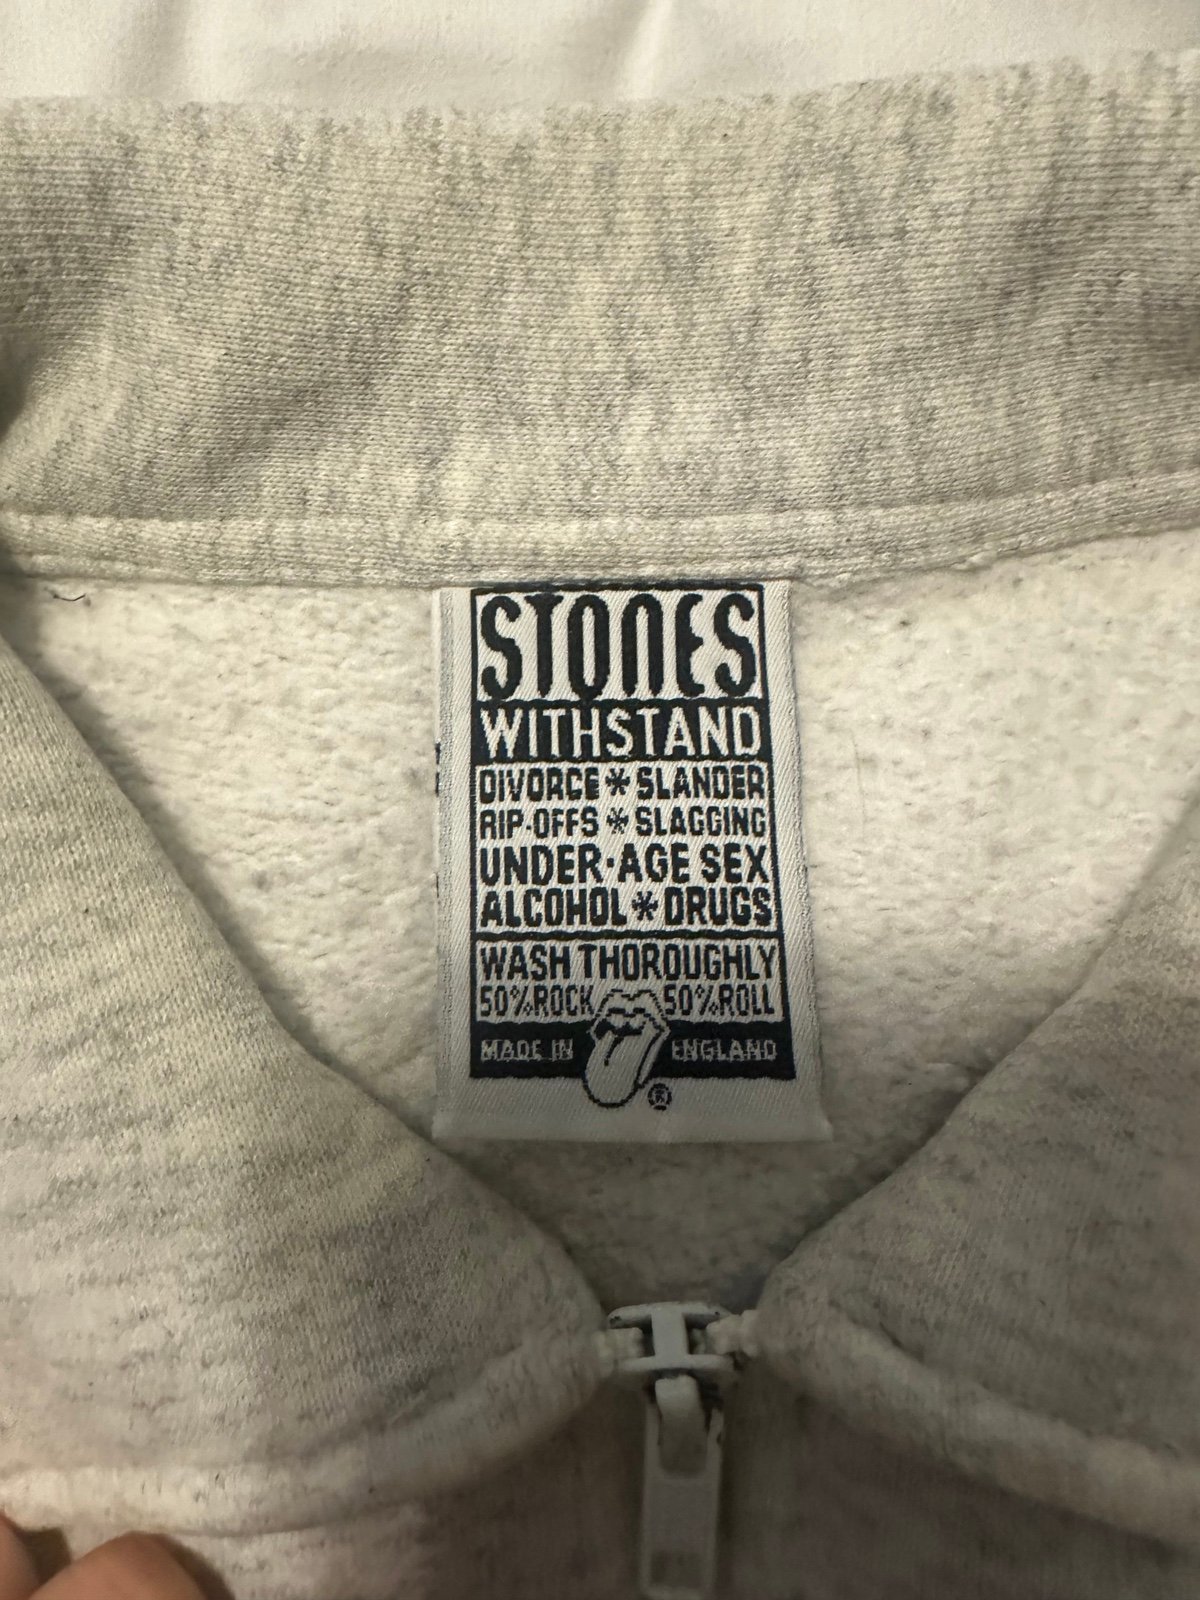 STONES
WITHSTAND
DIVORCE * SLANDER
RIP-OFFS * SLAGGING
UNDER·AGE SEX
ALCOHOL * DRUGS
WASH THOROUGHLY
50% ROCK 50% ROLL
MADE IN ENGLAND
®